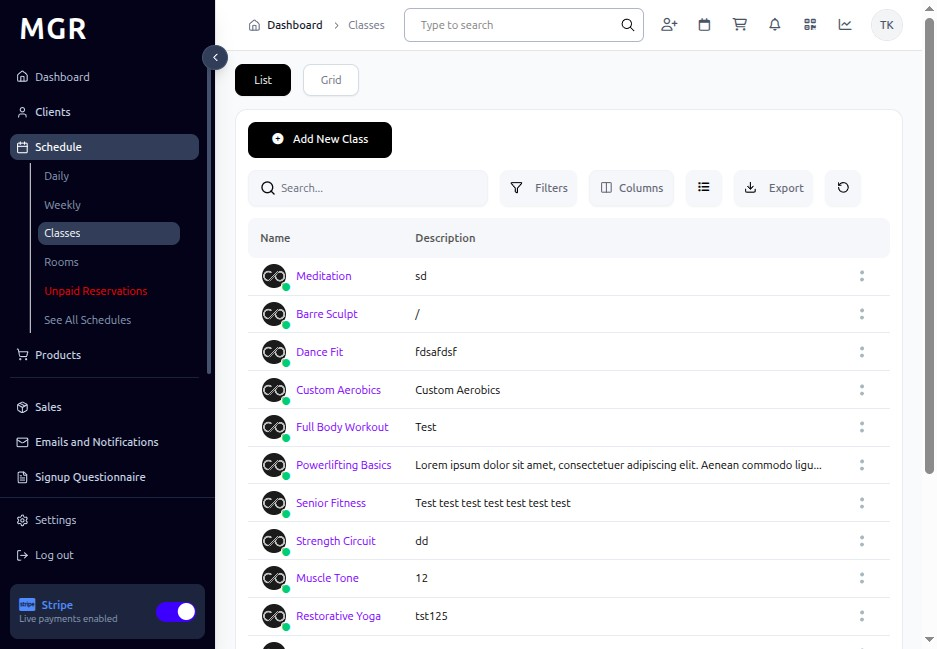 MGR
Dashboard
Clients
Schedule
Daily
Weekly
Classes
Rooms
Unpaid Reservations
See All Schedules
Products
Sales
Emails and Notifications
Signup Questionnaire
Settings
Log out
stripe Stripe
Live payments enabled
Dashboard > Classes
Type to search
TK
List
Grid
Add New Class
Search...
Filters
Columns
Export
Name Description
Meditation sd
Barre Sculpt /
Dance Fit fdsafdsf
Custom Aerobics Custom Aerobics
Full Body Workout Test
Powerlifting Basics Lorem ipsum dolor sit amet, consectetuer adipiscing elit. Aenean commodo ligu...
Senior Fitness Test test test test test test test
Strength Circuit dd
Muscle Tone 12
Restorative Yoga tst125